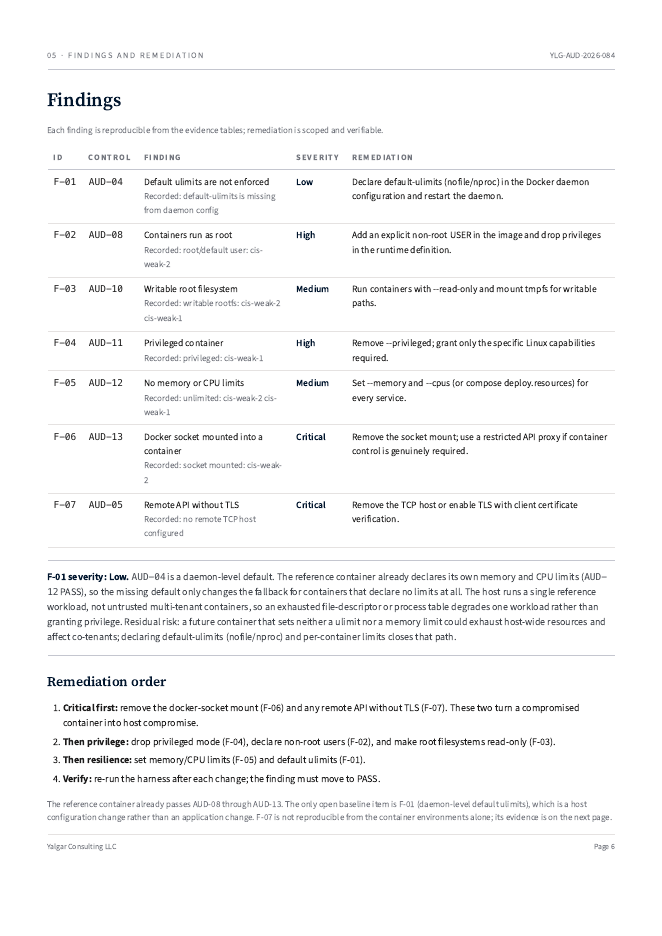 05 · FINDINGS AND REMEDIATION YLG-AUD-2026-084
Findings
Each finding is reproducible from the evidence tables; remediation is scoped and verifiable.
ID CONTROL FINDING SEVERITY REMEDIATION
F-01 AUD-04 Default ulimits are not enforced Low Declare default-ulimits (nofile/nproc) in the Docker daemon
Recorded: default-ulimits is missing configuration and restart the daemon.
from daemon config
F-02 AUD-08 Containers run as root High Add an explicit non-root USER in the image and drop privileges
Recorded: root/default user: cis- in the runtime definition.
weak-2
F-03 AUD-10 Writable root filesystem Medium Run containers with --read-only and mount tmpfs for writable
Recorded: writable rootfs: cis-weak-2 paths.
cis-weak-1
F-04 AUD-11 Privileged container High Remove --privileged; grant only the specific Linux capabilities
Recorded: privileged: cis-weak-1 required.
F-05 AUD-12 No memory or CPU limits Medium Set --memory and --cpus (or compose deploy.resources) for
Recorded: unlimited: cis-weak-2 cis- every service.
weak-1
F-06 AUD-13 Docker socket mounted into a Critical Remove the socket mount; use a restricted API proxy if container
container control is genuinely required.
Recorded: socket mounted: cis-weak-
2
F-07 AUD-05 Remote API without TLS Critical Remove the TCP host or enable TLS with client certificate
Recorded: no remote TCP host verification.
configured
F-01 severity: Low. AUD-04 is a daemon-level default. The reference container already declares its own memory and CPU limits (AUD-
12 PASS), so the missing default only changes the fallback for containers that declare no limits at all. The host runs a single reference
workload, not untrusted multi-tenant containers, so an exhausted file-descriptor or process table degrades one workload rather than
granting privilege. Residual risk: a future container that sets neither a ulimit nor a memory limit could exhaust host-wide resources and
affect co-tenants; declaring default-ulimits (nofile/nproc) and per-container limits closes that path.
Remediation order
1. Critical first: remove the docker-socket mount (F-06) and any remote API without TLS (F-07). These two turn a compromised
container into host compromise.
2. Then privilege: drop privileged mode (F-04), declare non-root users (F-02), and make root filesystems read-only (F-03).
3. Then resilience: set memory/CPU limits (F-05) and default ulimits (F-01).
4. Verify: re-run the harness after each change; the finding must move to PASS.
The reference container already passes AUD-08 through AUD-13. The only open baseline item is F-01 (daemon-level default ulimits), which is a host
configuration change rather than an application change. F-07 is not reproducible from the container environments alone; its evidence is on the next page.
Yalgar Consulting LLC Page 6